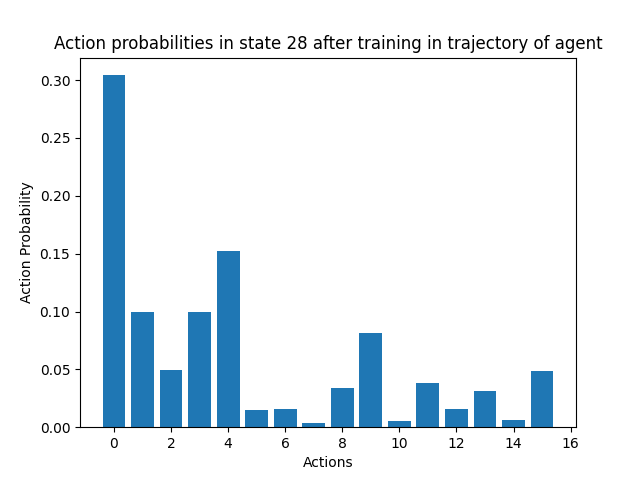 Action probabilities in state 28 after training in trajectory of agent
0.30
0.25
0.20
0.15
0.10
0.05
0.00
Action Probability
0 2 4 6 8 10 12 14 16
Actions